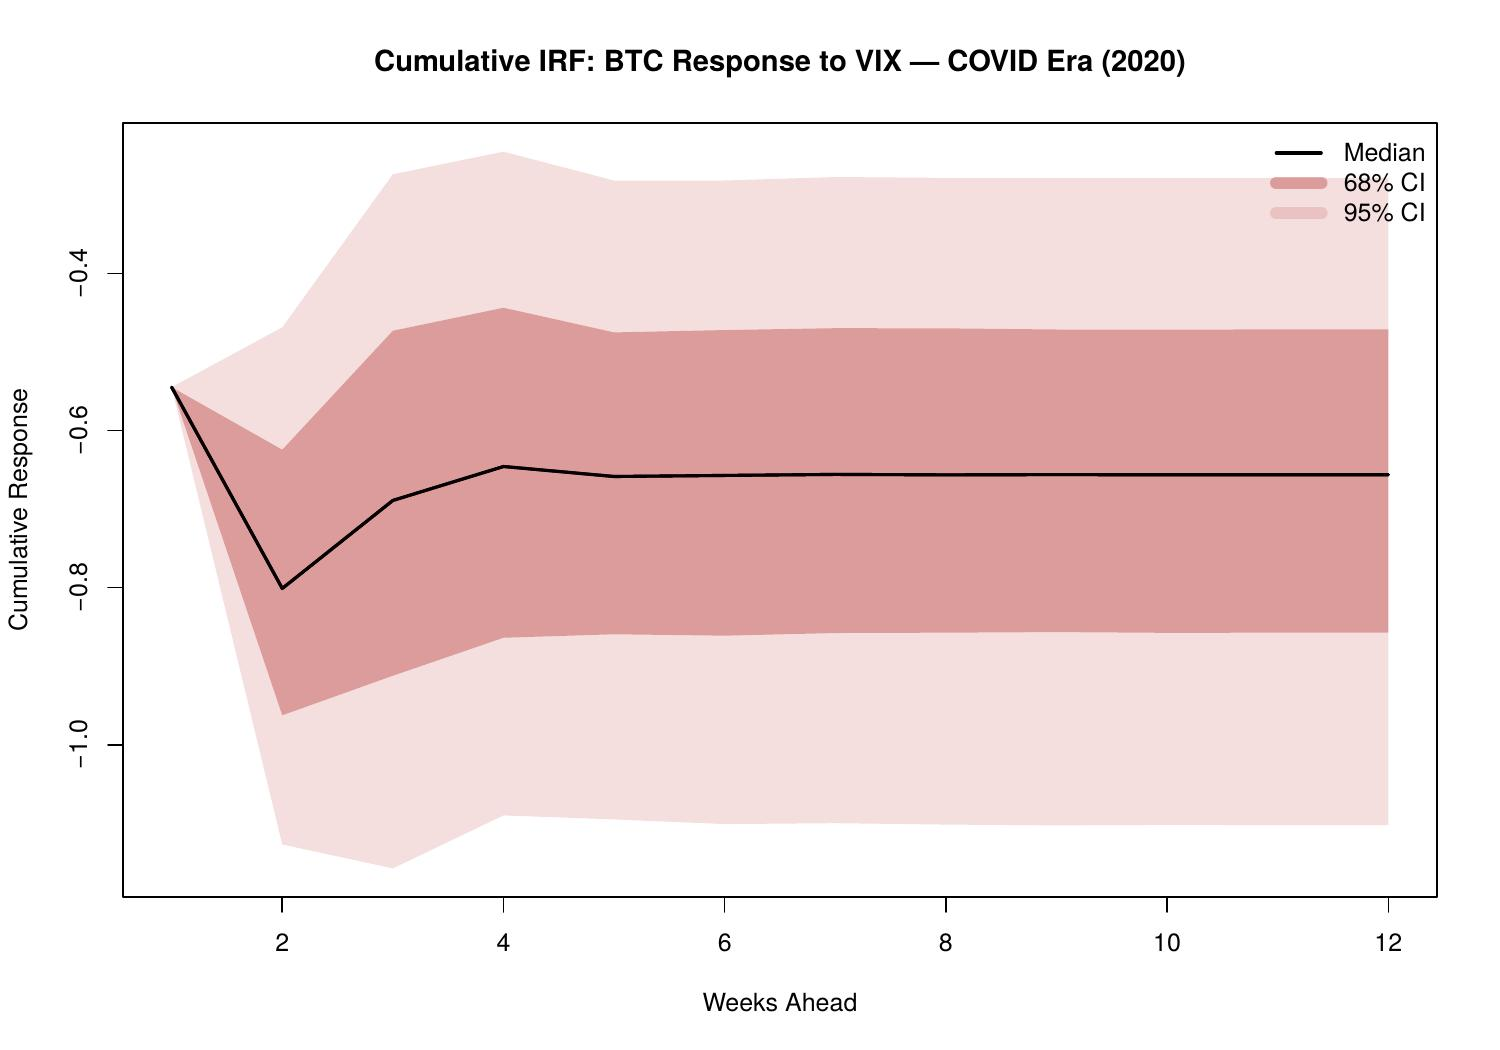 Cumulative IRF: BTC Response to VIX — COVID Era (2020)
Median
68% CI
95% CI
Cumulative Response
−0.4
−0.6
−0.8
−1.0
2 4 6 8 10 12
Weeks Ahead